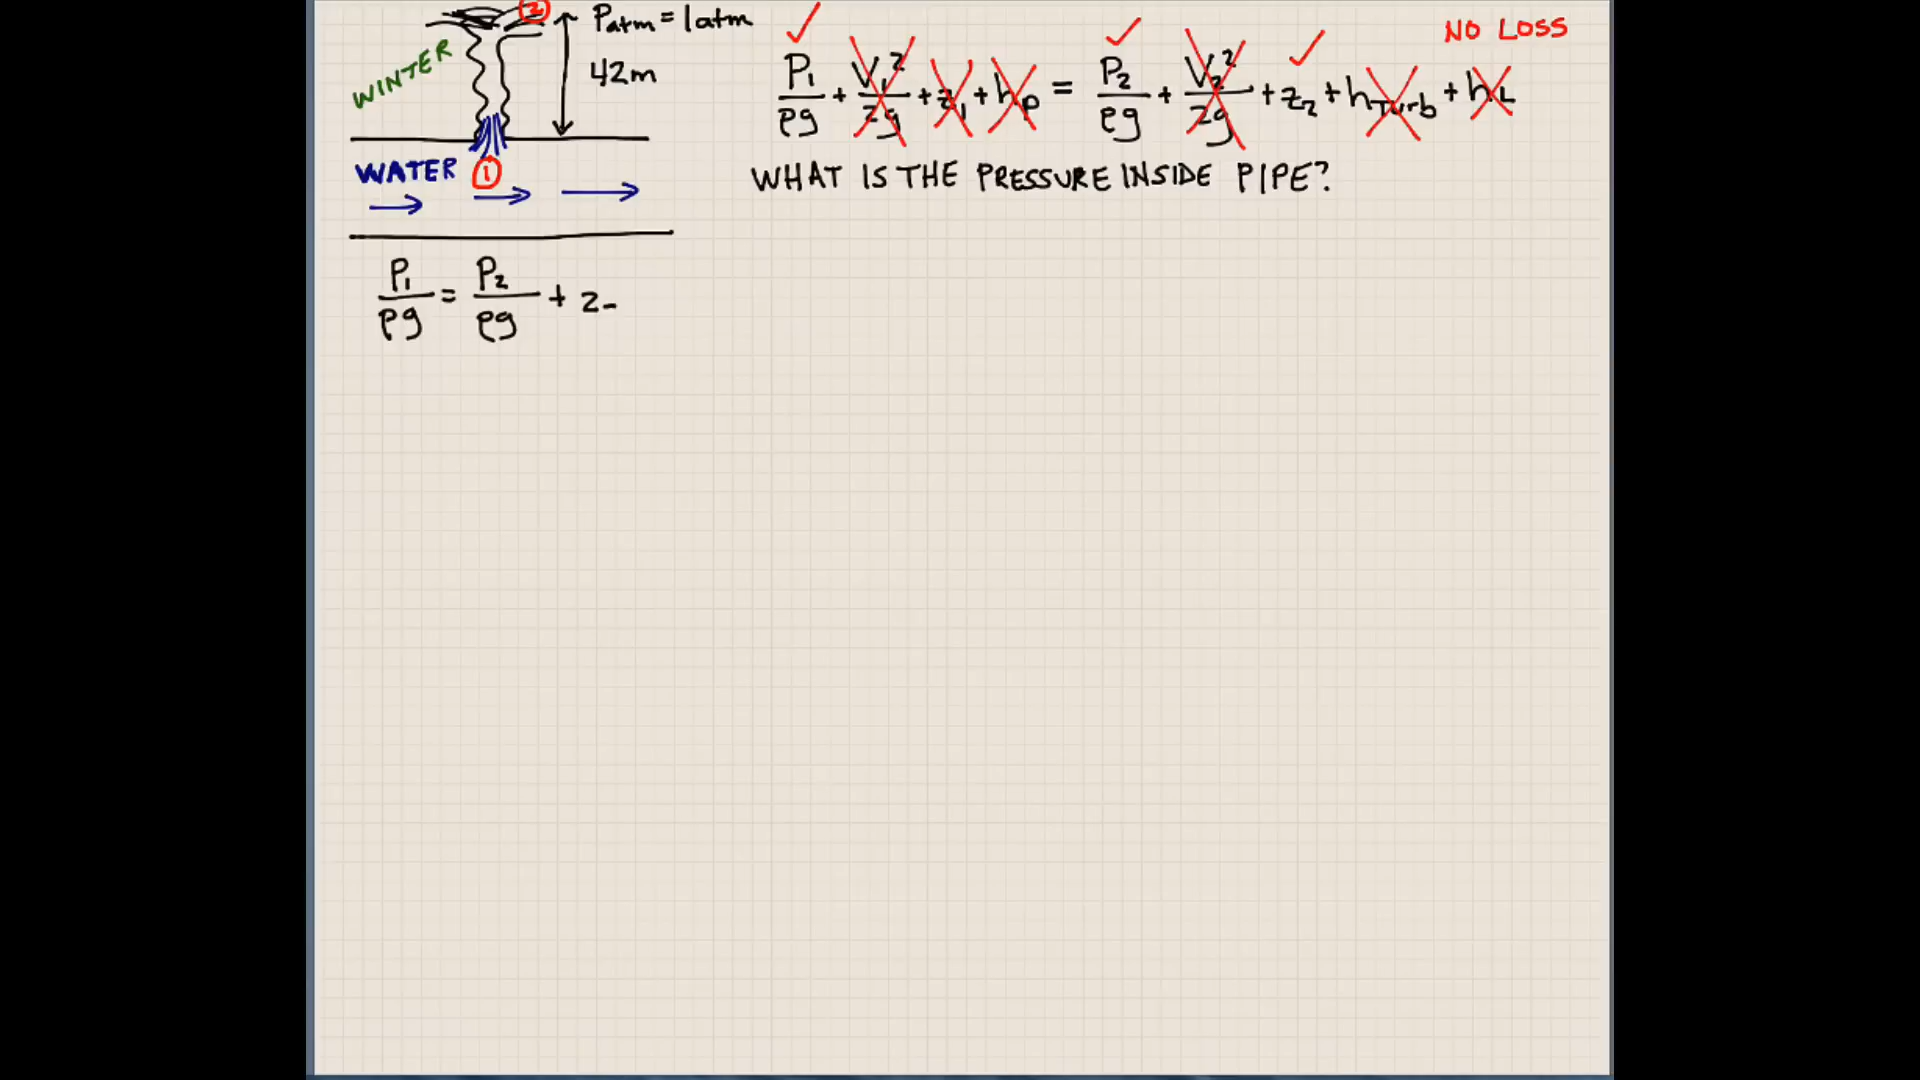 ② Patm = 1atm
NO LOSS
WINTER
42m
P₁/ρg + V₁²/2g + z₁ + hp = P₂/ρg + V₂²/2g + z₂ + hTurb + hL
WATER ①
WHAT IS THE PRESSURE INSIDE PIPE?
P₁/ρg = P₂/ρg + z